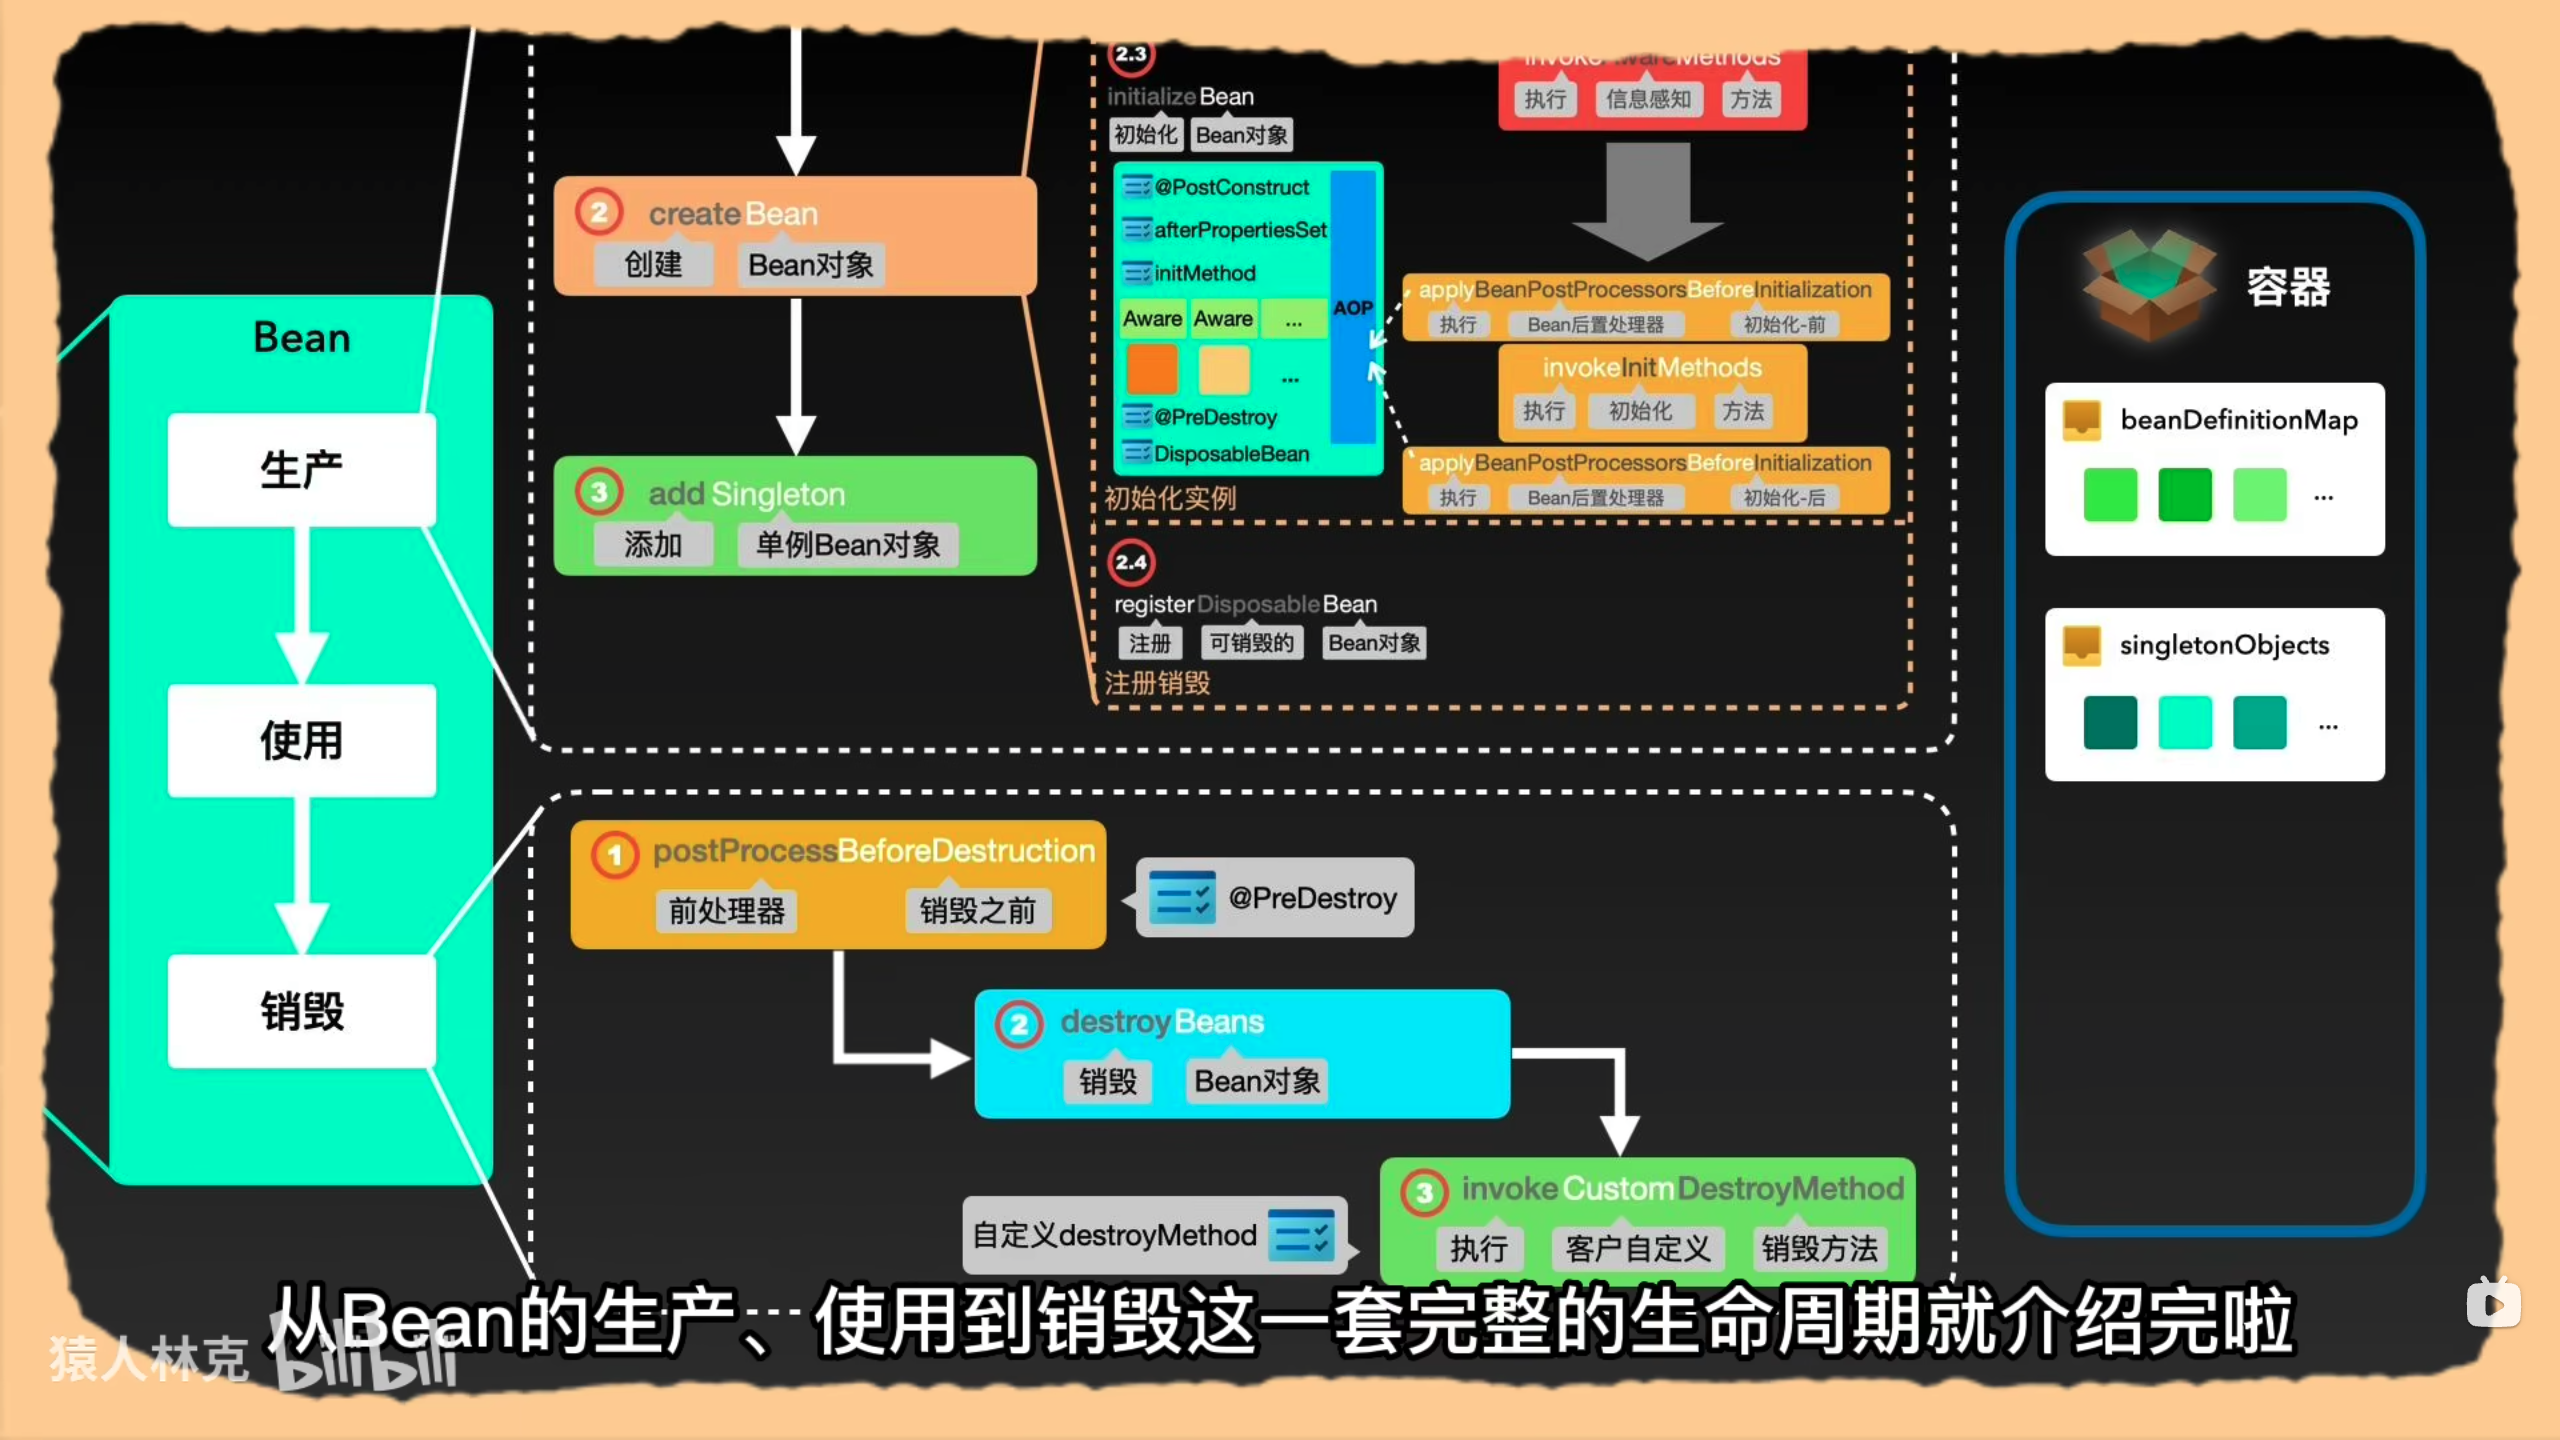 Bean
生产
使用
销毁
2 createBean
创建 Bean对象
3 addSingleton
添加 单例Bean对象
2.3
initializeBean
初始化 Bean对象
@PostConstruct
afterPropertiesSet
initMethod
Aware Aware ...
AOP
...
@PreDestroy
DisposableBean
初始化实例
invokeAwareMethods
执行 信息感知 方法
applyBeanPostProcessorsBeforeInitialization
执行 Bean后置处理器 初始化-前
invokeInitMethods
执行 初始化 方法
applyBeanPostProcessorsBeforeInitialization
执行 Bean后置处理器 初始化-后
2.4
registerDisposableBean
注册 可销毁的 Bean对象
注册销毁
1 postProcessBeforeDestruction
前处理器 销毁之前
@PreDestroy
2 destroyBeans
销毁 Bean对象
3 invokeCustomDestroyMethod
执行 客户自定义 销毁方法
自定义destroyMethod
容器
beanDefinitionMap
...
singletonObjects
...
从Bean的生产、使用到销毁这一套完整的生命周期就介绍完啦
猿人林克 bilibili